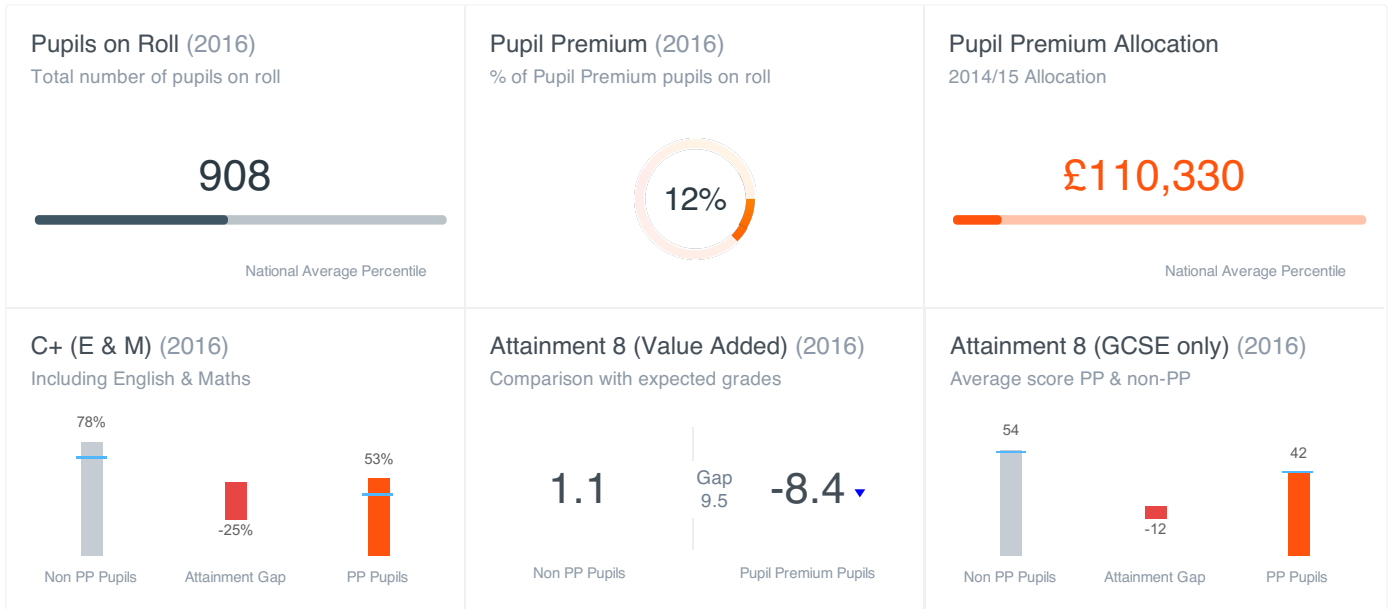 Pupils on Roll (2016)
Total number of pupils on roll
908
National Average Percentile
Pupil Premium (2016)
% of Pupil Premium pupils on roll
12%
Pupil Premium Allocation
2014/15 Allocation
£110,330
National Average Percentile
C+ (E & M) (2016)
Including English & Maths
78%
53%
-25%
Non PP Pupils
Attainment Gap
PP Pupils
Attainment 8 (Value Added) (2016)
Comparison with expected grades
1.1
Gap
9.5
-8.4
Non PP Pupils
Pupil Premium Pupils
Attainment 8 (GCSE only) (2016)
Average score PP & non-PP
54
42
-12
Non PP Pupils
Attainment Gap
PP Pupils